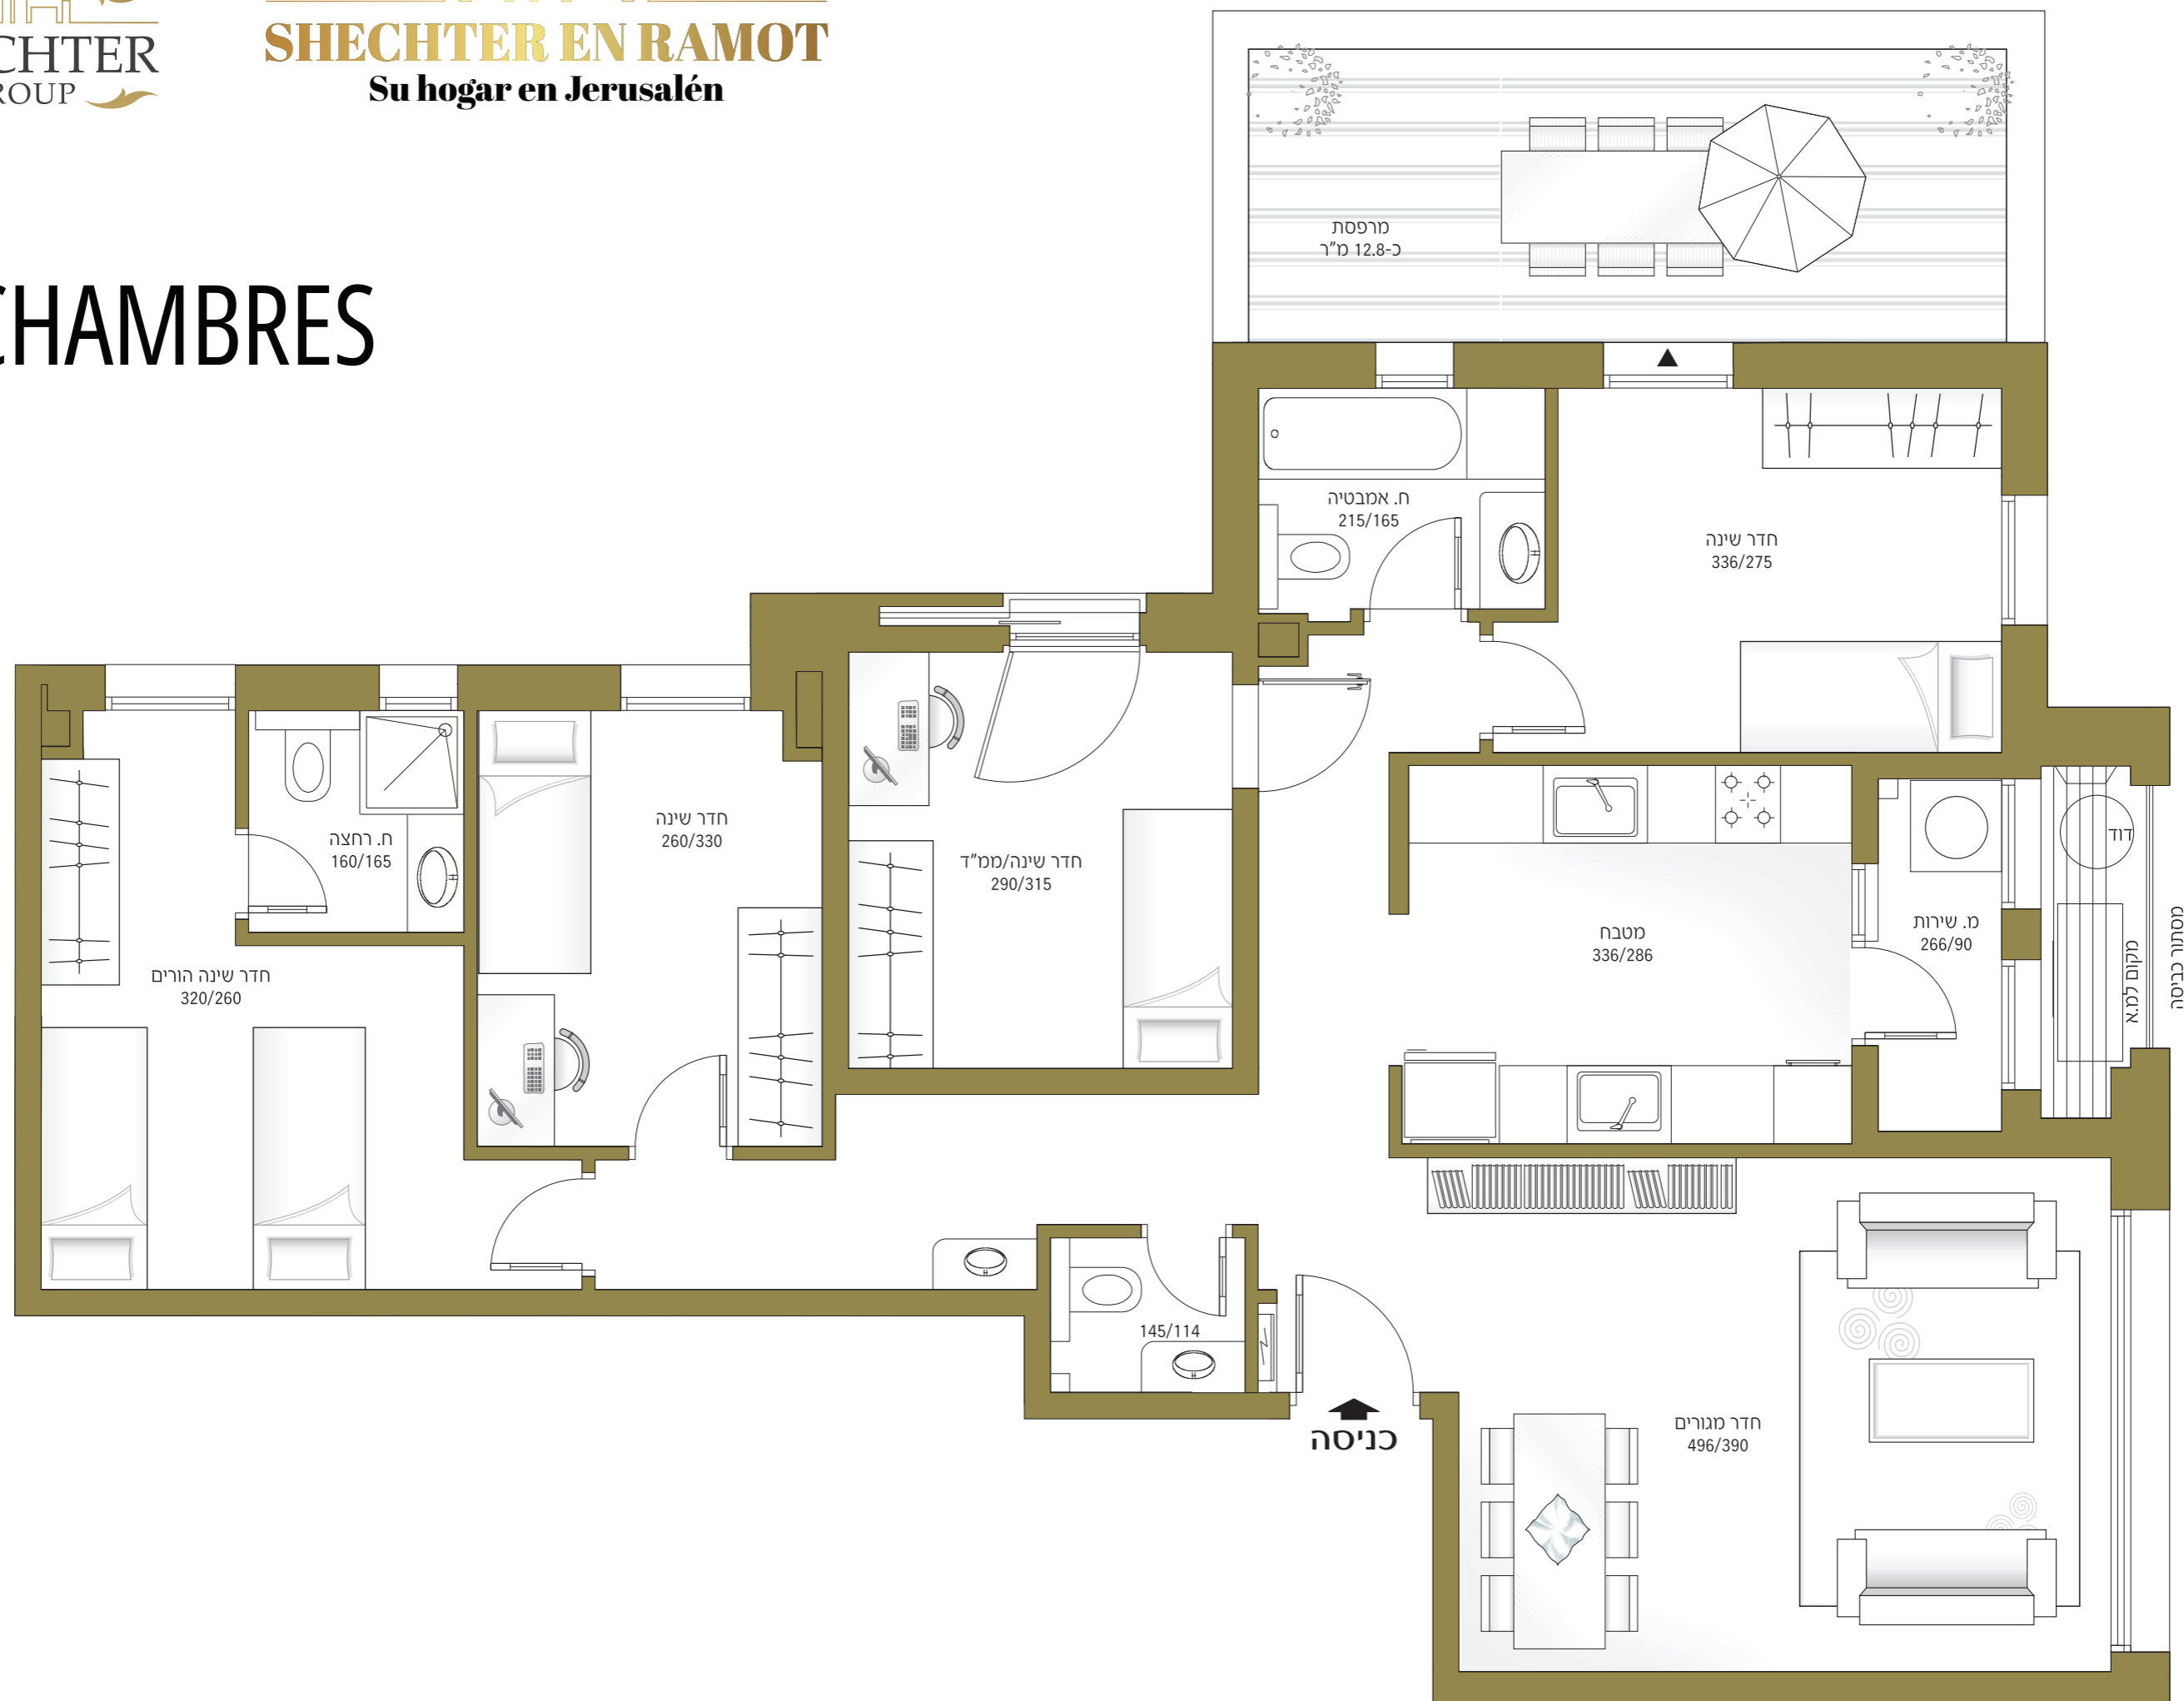 CHTER
ROUP
SHECHTER EN RAMOT
Su hogar en Jerusalén
CHAMBRES
מרפסת
כ-12.8 מ"ר
ח. אמבטיה
215/165
חדר שינה
336/275
ח. רחצה
160/165
חדר שינה
260/330
חדר שינה/ממ"ד
290/315
דוד
מ. שירות
266/90
מטבח
336/286
מקום למ.א
מסתור כביסה
חדר שינה הורים
320/260
145/114
כניסה
חדר מגורים
496/390